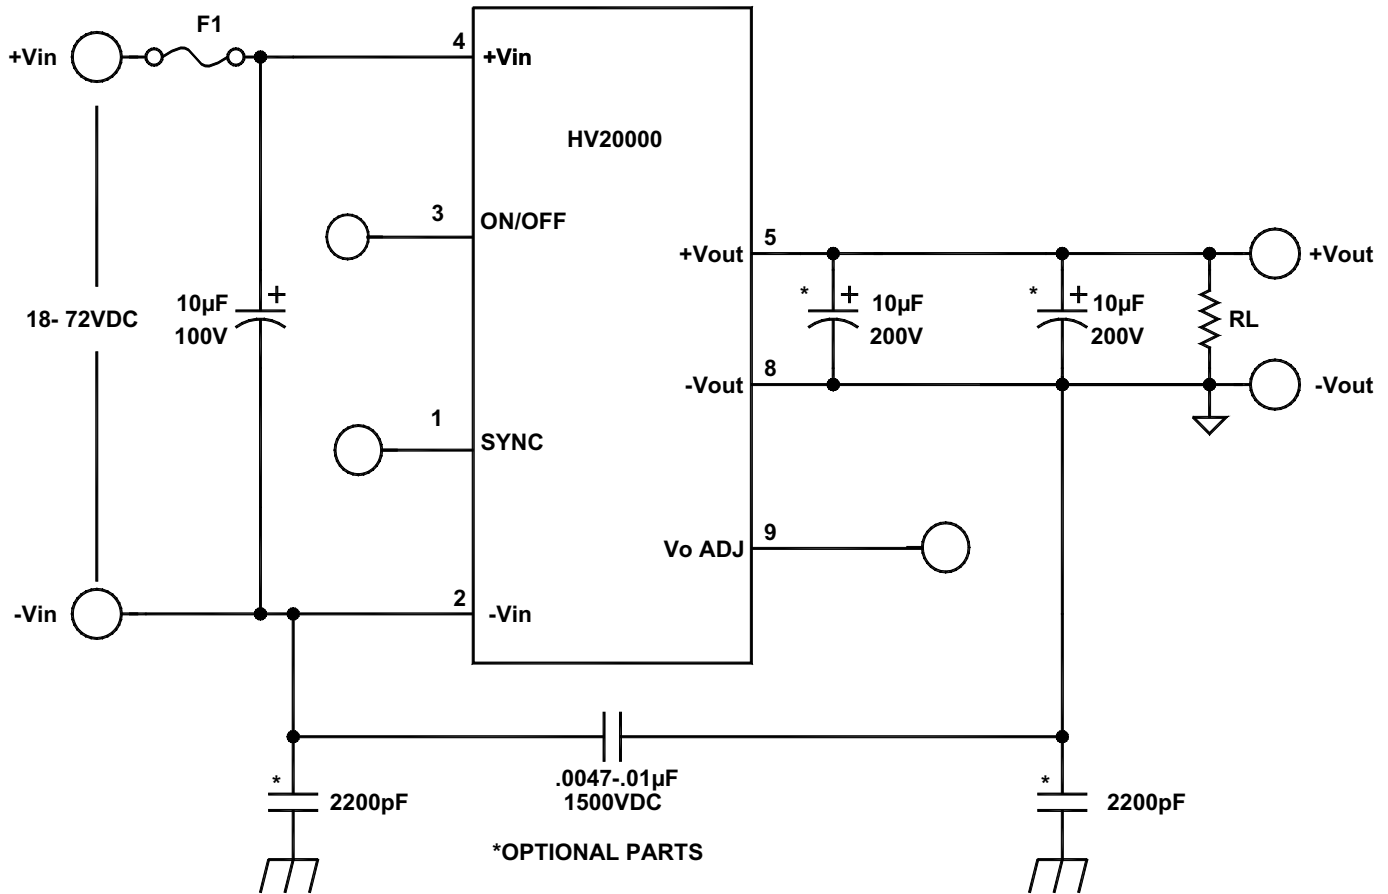 F1
+Vin
4
+Vin
HV20000
3
ON/OFF
5
+Vout
+Vout
*
+
10µF
200V
*
+
10µF
200V
RL
18- 72VDC
10µF
100V
+
8
-Vout
-Vout
1
SYNC
9
Vo ADJ
2
-Vin
-Vin
.0047-.01µF
1500VDC
*
2200pF
*
2200pF
*OPTIONAL PARTS